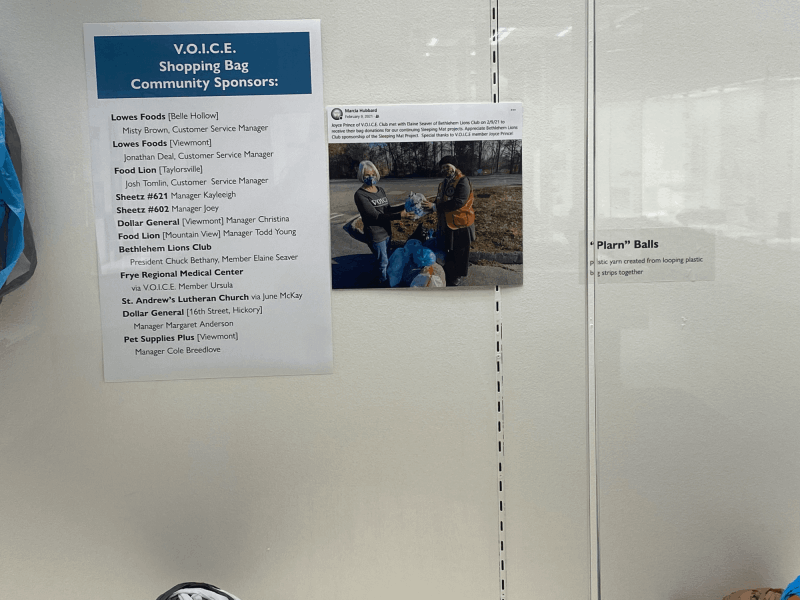 V.O.I.C.E.
Shopping Bag
Community Sponsors:
Lowes Foods [Belle Hollow]
Misty Brown, Customer Service Manager
Lowes Foods [Viewmont]
Jonathan Deal, Customer Service Manager
Food Lion [Taylorsville]
Josh Tomlin, Customer Service Manager
Sheetz #621 Manager Kayleigh
Sheetz #602 Manager Joey
Dollar General [Viewmont] Manager Christina
Food Lion [Mountain View] Manager Todd Young
Bethlehem Lions Club
President Chuck Bethany, Member Elaine Seaver
Frye Regional Medical Center
via V.O.I.C.E. Member Ursula
St. Andrew's Lutheran Church via June McKay
Dollar General [16th Street, Hickory]
Manager Margaret Anderson
Pet Supplies Plus [Viewmont]
Manager Cole Breedlove
Marcia Hubbard
Joyce Prince of V.O.I.C.E. Club met with Elaine Seaver of Bethlehem Lions Club on 2/9/21 to
receive their bag donations for our continuing Sleeping Mat projects. Appreciate Bethlehem Lions
Club sponsorship of the Sleeping Mat Project. Special thanks to V.O.I.C.E member Joyce Prince!
"Plarn" Balls
plastic yarn created from looping plastic
bag strips together